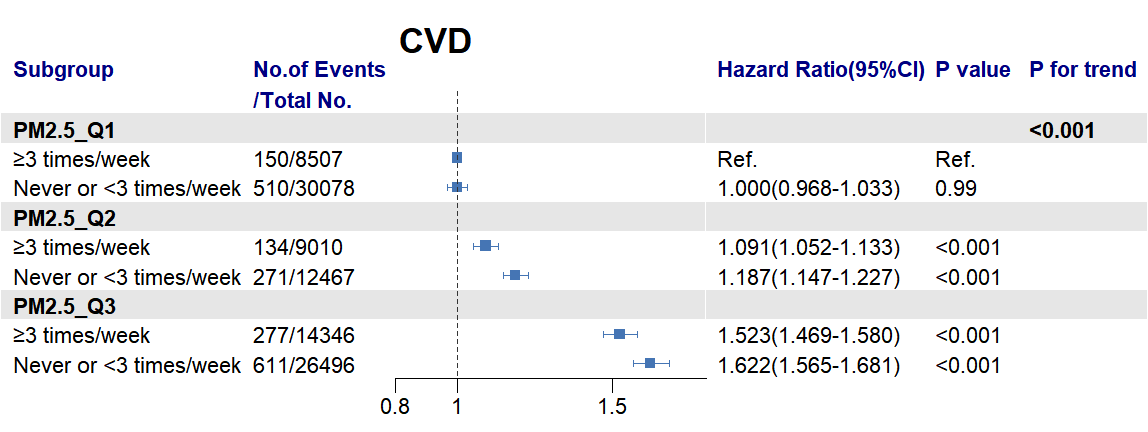 CVD
Subgroup No.of Events /Total No. Hazard Ratio(95%CI) P value P for trend
PM2.5_Q1 <0.001
≥3 times/week 150/8507 Ref. Ref.
Never or <3 times/week 510/30078 1.000(0.968-1.033) 0.99
PM2.5_Q2
≥3 times/week 134/9010 1.091(1.052-1.133) <0.001
Never or <3 times/week 271/12467 1.187(1.147-1.227) <0.001
PM2.5_Q3
≥3 times/week 277/14346 1.523(1.469-1.580) <0.001
Never or <3 times/week 611/26496 1.622(1.565-1.681) <0.001
0.8 1 1.5